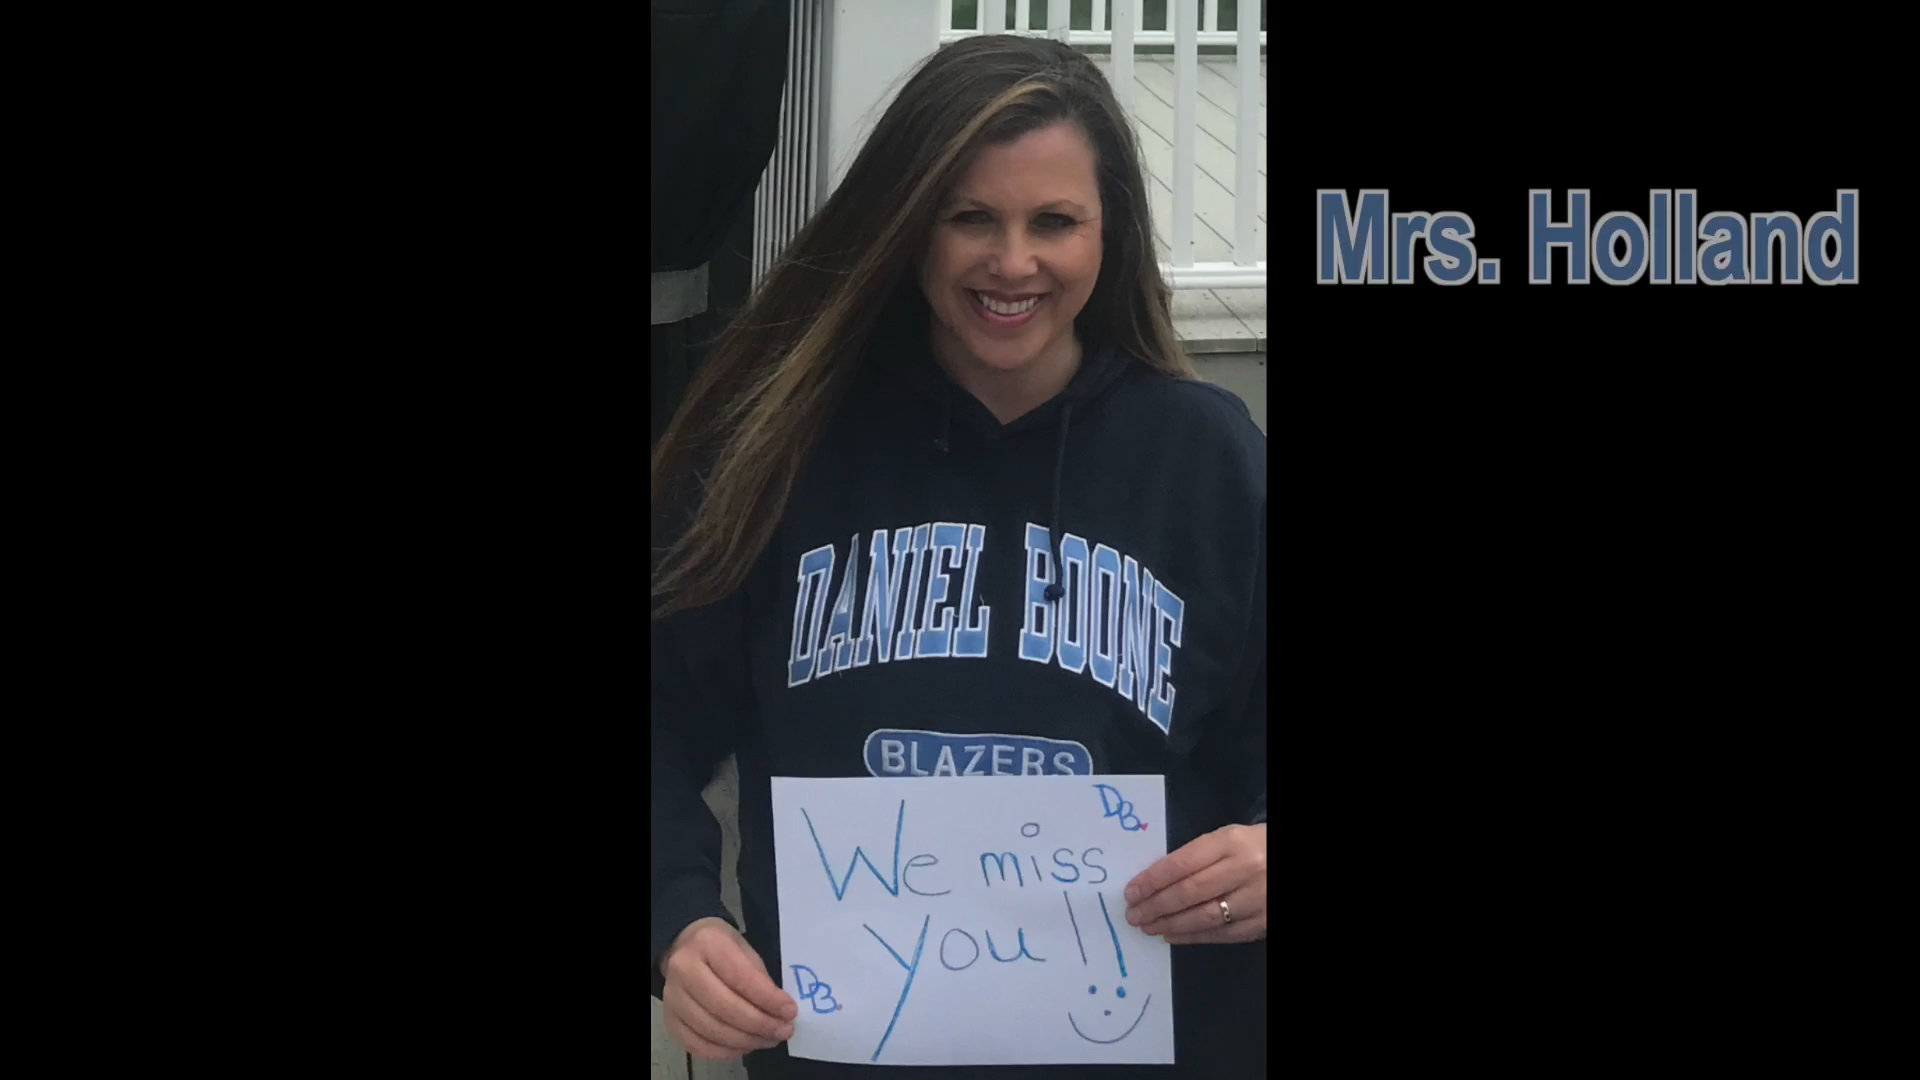 Mrs. Holland
DANIEL BOONE
BLAZERS
DB
We miss
you!!
DB